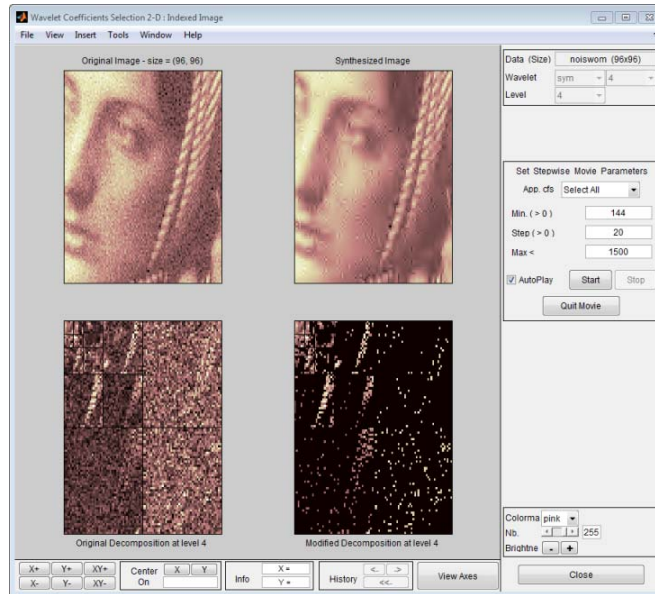 Wavelet Coefficients Selection 2-D : Indexed Image
File View Insert Tools Window Help
Original Image - size = (96, 96)
Synthesized Image
Data (Size) noiswom (96x96)
Wavelet sym 4
Level 4
Set Stepwise Movie Parameters
App. cfs Select All
Min. ( > 0 ) 144
Step ( > 0 ) 20
Max < 1500
AutoPlay Start Stop
Quit Movie
Original Decomposition at level 4
Modified Decomposition at level 4
Colorma pink
Nb. 255
Brightne - +
X+ Y+ XY+
X- Y- XY-
Center On X Y
Info X = Y =
History <- -> <<-
View Axes
Close